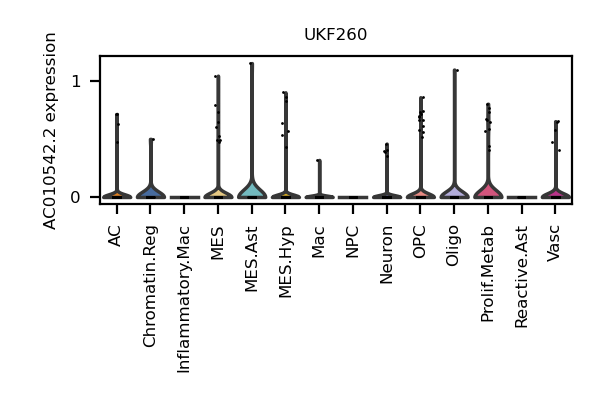 UKF260
AC010542.2 expression
1
0
AC
Chromatin.Reg
Inflammatory.Mac
MES
MES.Ast
MES.Hyp
Mac
NPC
Neuron
OPC
Oligo
Prolif.Metab
Reactive.Ast
Vasc